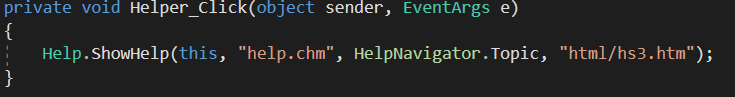 private void Helper_Click(object sender, EventArgs e)
{
Help.ShowHelp(this, "help.chm", HelpNavigator.Topic, "html/hs3.htm");
}